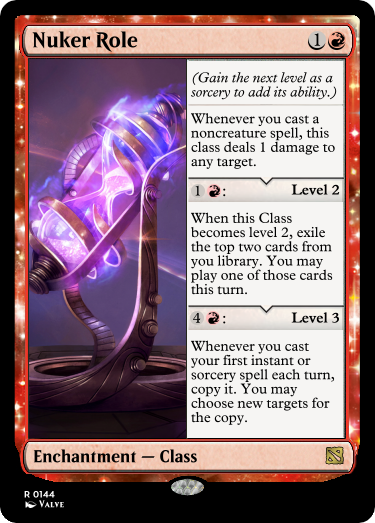 Nuker Role 1
(Gain the next level as a
sorcery to add its ability.)
Whenever you cast a
noncreature spell, this
class deals 1 damage to
any target.
1 : Level 2
When this Class
becomes level 2, exile
the top two cards from
you library. You may
play one of those cards
this turn.
4 : Level 3
Whenever you cast
your first instant or
sorcery spell each turn,
copy it. You may
choose new targets for
the copy.
Enchantment — Class
R 0144
Valve